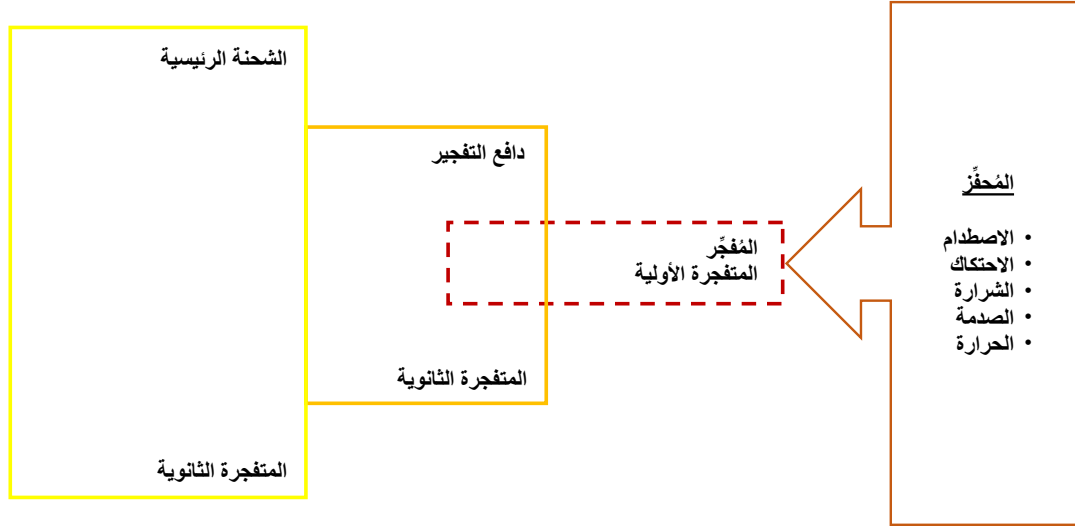 المُحفِّز
• الاصطدام
• الاحتكاك
• الشرارة
• الصدمة
• الحرارة
المُفجِّر
المتفجرة الأولية
دافع التفجير
المتفجرة الثانوية
الشحنة الرئيسية
المتفجرة الثانوية